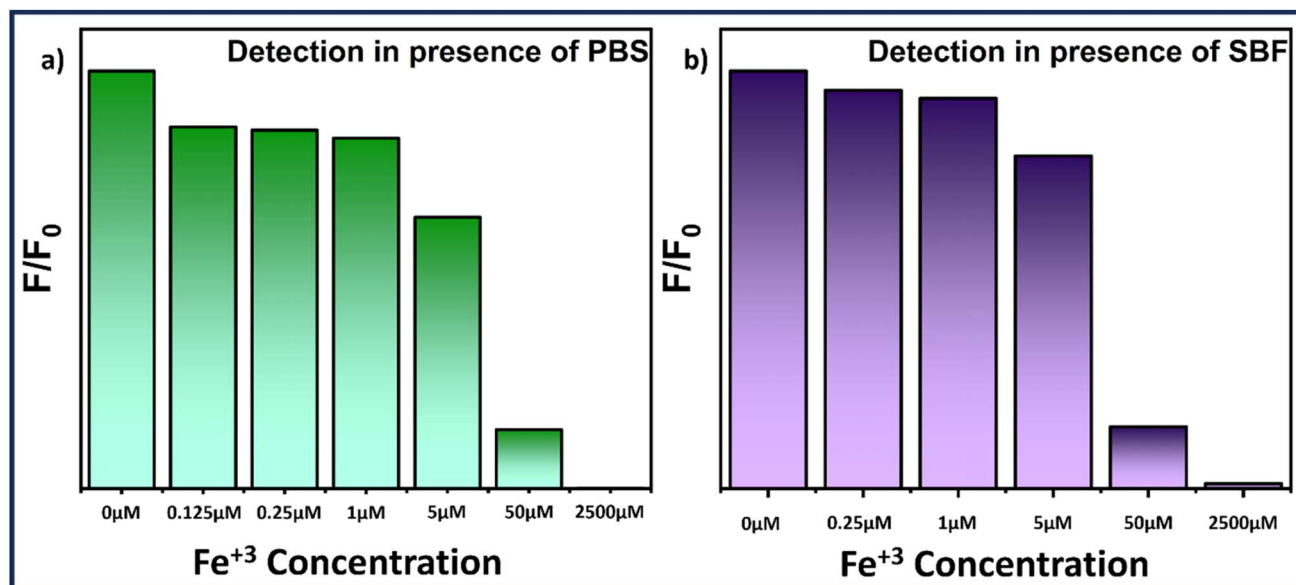 a)
Detection in presence of PBS
F/F₀
0µM 0.125µM 0.25µM 1µM 5µM 50µM 2500µM
Fe⁺³ Concentration
b)
Detection in presence of SBF
F/F₀
0µM 0.25µM 1µM 5µM 50µM 2500µM
Fe⁺³ Concentration